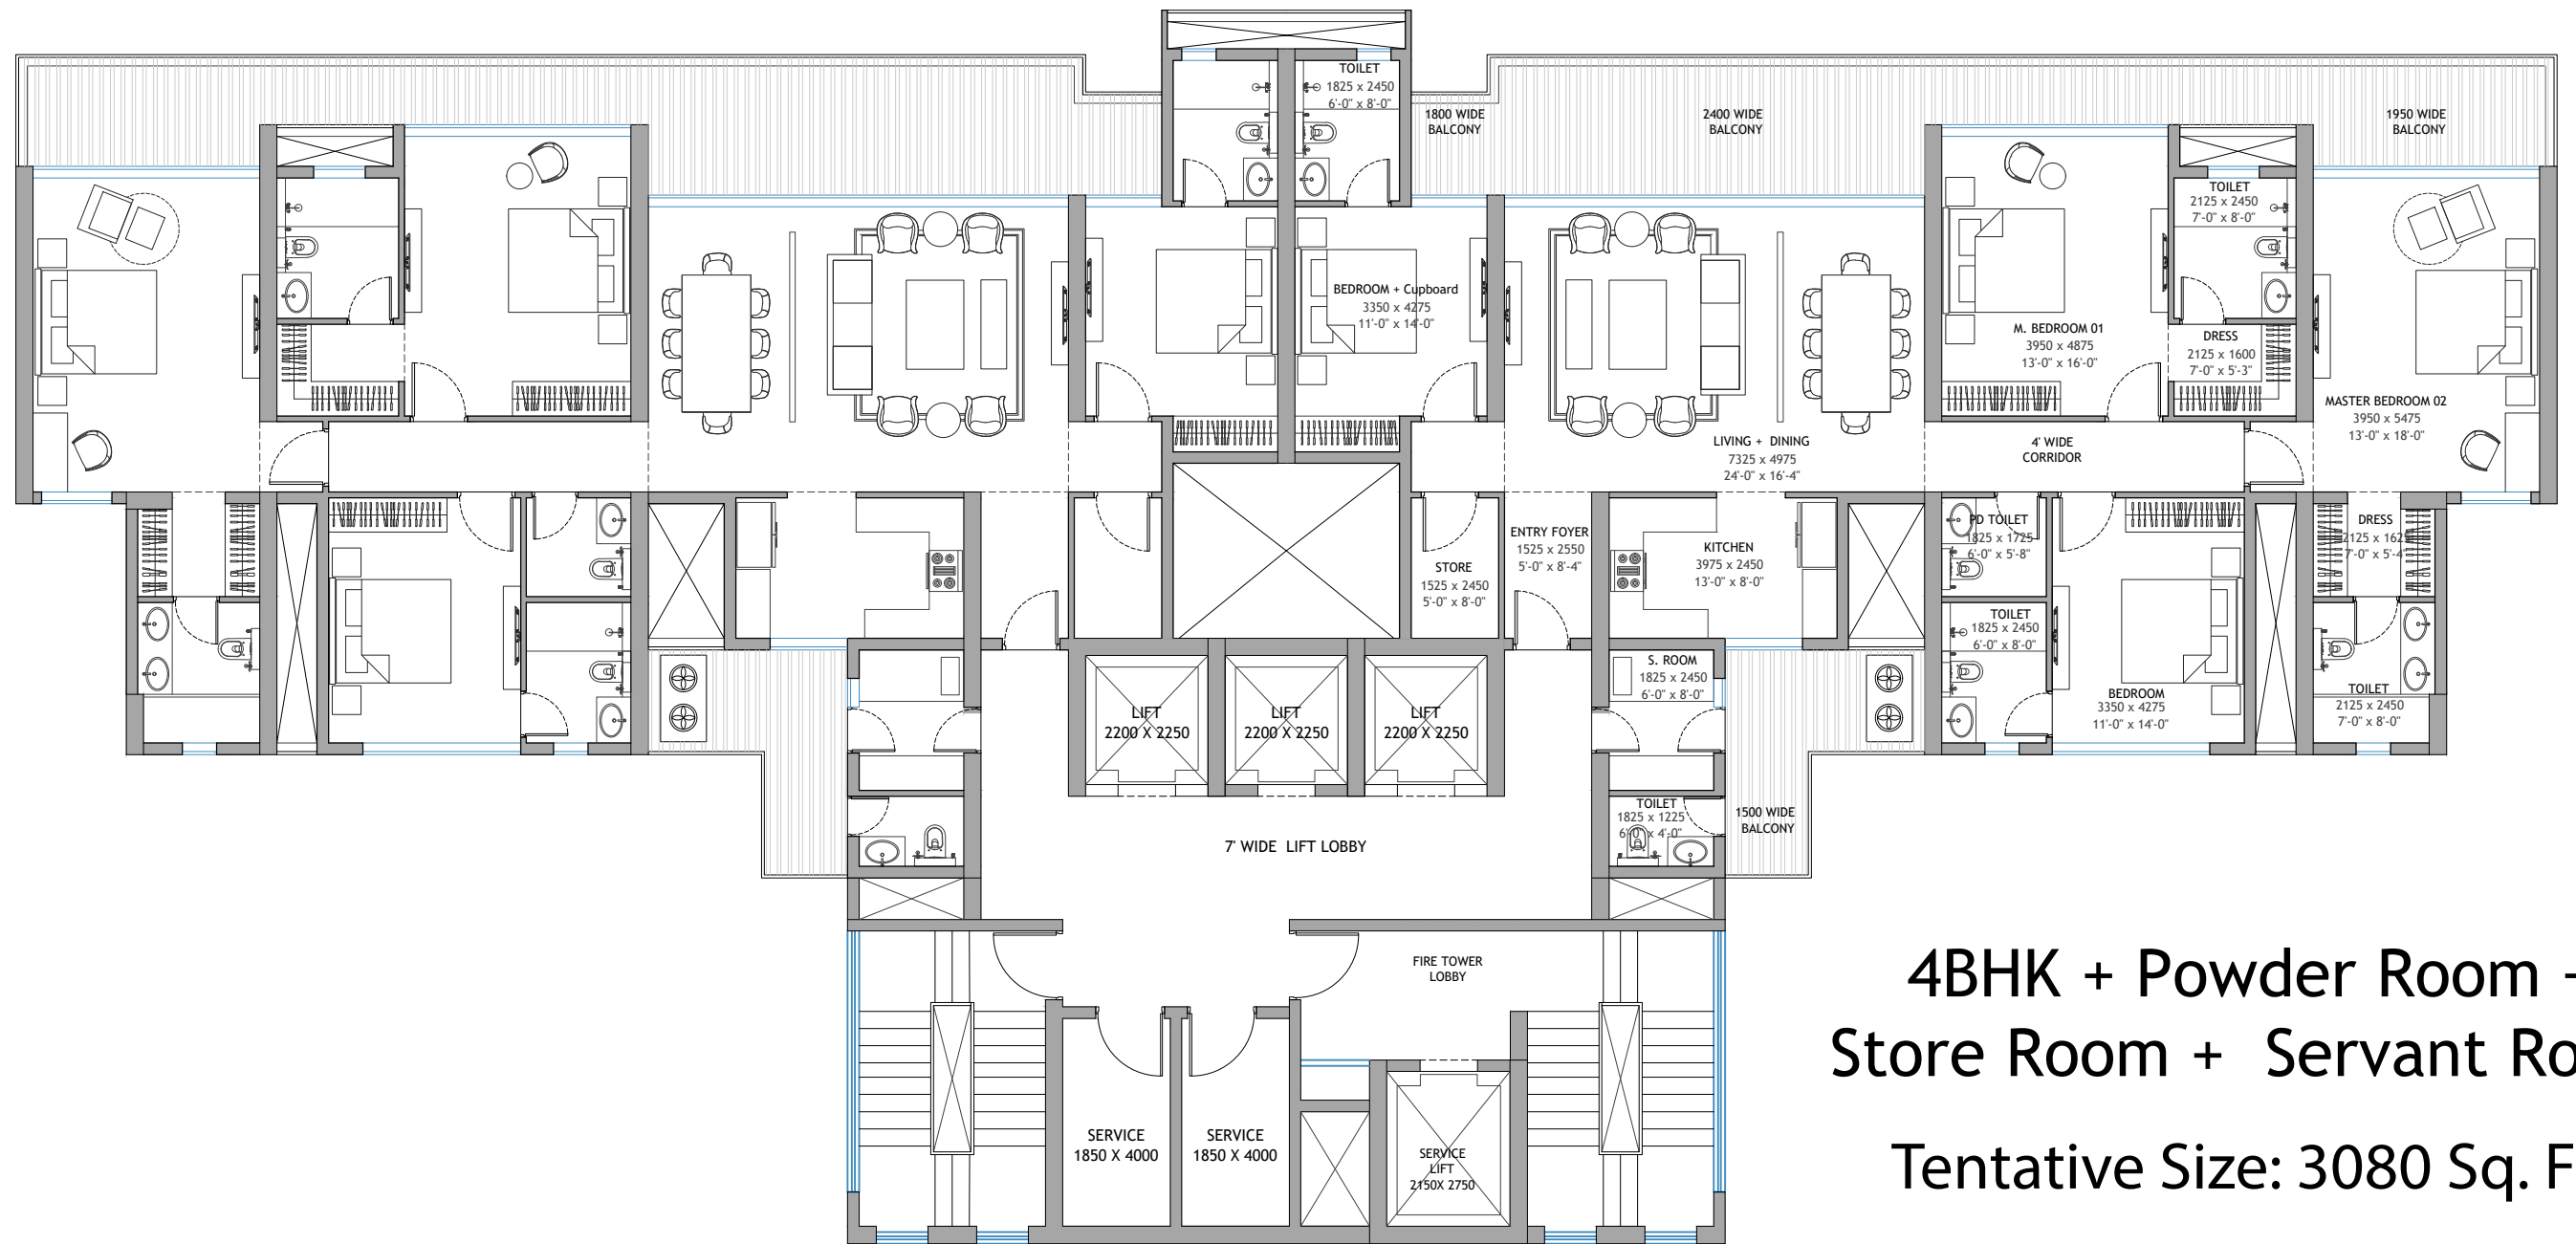 TOILET
1825 x 2450
6'-0" x 8'-0"
1800 WIDE
BALCONY
2400 WIDE
BALCONY
1950 WIDE
BALCONY
TOILET
2125 x 2450
7'-0" x 8'-0"
BEDROOM + Cupboard
3350 x 4275
11'-0" x 14'-0"
M. BEDROOM 01
3950 x 4875
13'-0" x 16'-0"
DRESS
2125 x 1600
7'-0" x 5'-3"
MASTER BEDROOM 02
3950 x 5475
13'-0" x 18'-0"
LIVING + DINING
7325 x 4975
24'-0" x 16'-4"
4' WIDE
CORRIDOR
ENTRY FOYER
1525 x 2550
5'-0" x 8'-4"
STORE
1525 x 2450
5'-0" x 8'-0"
KITCHEN
3975 x 2450
13'-0" x 8'-0"
PD TOILET
1825 x 1725
6'-0" x 5'-8"
DRESS
2125 x 1625
7'-0" x 5'-4"
TOILET
1825 x 2450
6'-0" x 8'-0"
S. ROOM
1825 x 2450
6'-0" x 8'-0"
BEDROOM
3350 x 4275
11'-0" x 14'-0"
TOILET
2125 x 2450
7'-0" x 8'-0"
LIFT
2200 X 2250
LIFT
2200 X 2250
LIFT
2200 X 2250
TOILET
1825 x 1225
6'-0" x 4'-0"
1500 WIDE
BALCONY
7' WIDE LIFT LOBBY
FIRE TOWER
LOBBY
SERVICE
1850 X 4000
SERVICE
1850 X 4000
SERVICE
LIFT
2150X 2750
4BHK + Powder Room
Store Room + Servant Ro
Tentative Size: 3080 Sq. F